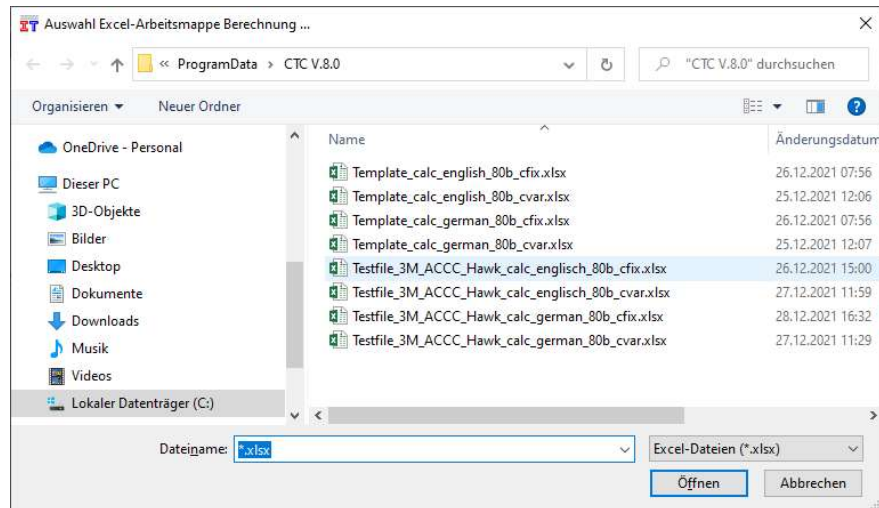 Auswahl Excel-Arbeitsmappe Berechnung ...
« ProgramData › CTC V.8.0
"CTC V.8.0" durchsuchen
Organisieren Neuer Ordner
OneDrive - Personal
Dieser PC
3D-Objekte
Bilder
Desktop
Dokumente
Downloads
Musik
Videos
Lokaler Datenträger (C:)
Name Änderungsdatum
Template_calc_english_80b_cfix.xlsx 26.12.2021 07:56
Template_calc_english_80b_cvar.xlsx 25.12.2021 12:06
Template_calc_german_80b_cfix.xlsx 26.12.2021 07:56
Template_calc_german_80b_cvar.xlsx 25.12.2021 12:07
Testfile_3M_ACCC_Hawk_calc_englisch_80b_cfix.xlsx 26.12.2021 15:00
Testfile_3M_ACCC_Hawk_calc_englisch_80b_cvar.xlsx 27.12.2021 11:59
Testfile_3M_ACCC_Hawk_calc_german_80b_cfix.xlsx 28.12.2021 16:32
Testfile_3M_ACCC_Hawk_calc_german_80b_cvar.xlsx 27.12.2021 11:29
Dateiname: *.xlsx Excel-Dateien (*.xlsx)
Öffnen Abbrechen